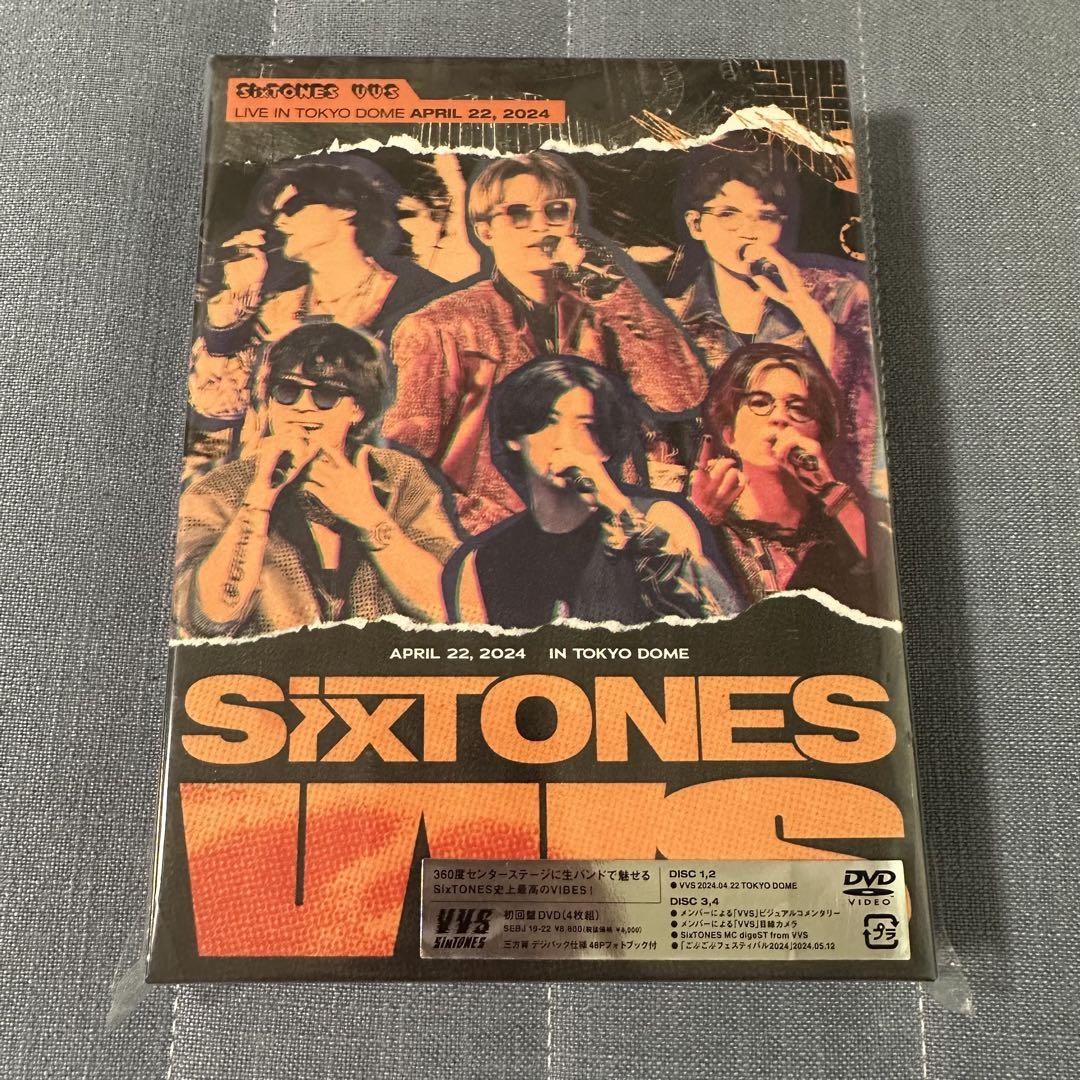 SixTONES VVS
LIVE IN TOKYO DOME APRIL 22, 2024
APRIL 22, 2024 IN TOKYO DOME
SixTONES
VVS
360度センターステージに生バンドで魅せる
SixTONES史上最高のVIBES！
VVS
SixTONES
初回盤DVD(4枚組)
SEBJ 19-22 ¥8,800(税抜価格 ¥8,000)
三方背 デジパック仕様 48Pフォトブック付
DISC 1,2
●VVS 2024.04.22 TOKYO DOME
DISC 3,4
●メンバーによる「VVS」ビジュアルコメンタリー
●メンバーによる「VVS」目線カメラ
●SixTONES MC digeST from VVS
●「ごぶごぶフェスティバル2024」2024.05.12
DVD
VIDEO
プラ